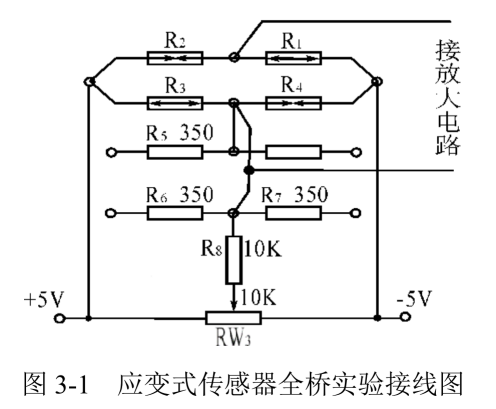 R2 R1
R3 R4
接放大电路
R5 350
R6 350 R7 350
R8 10K
10K
+5V -5V
RW3
图 3-1 应变式传感器全桥实验接线图